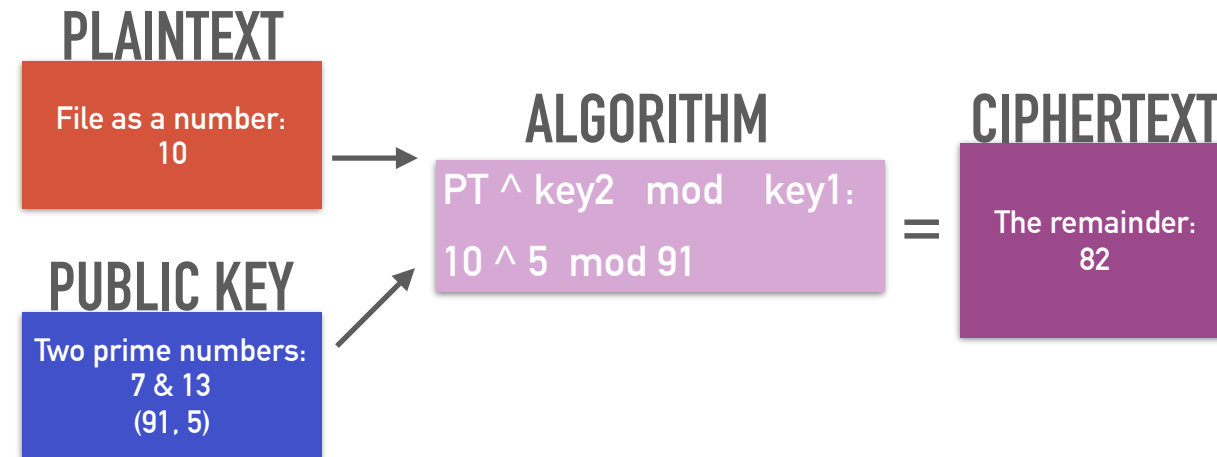 PLAINTEXT
File as a number:
10
PUBLIC KEY
Two prime numbers:
7 & 13
(91, 5)
ALGORITHM
PT ^ key2 mod key1:
10 ^ 5 mod 91
=
CIPHERTEXT
The remainder:
82